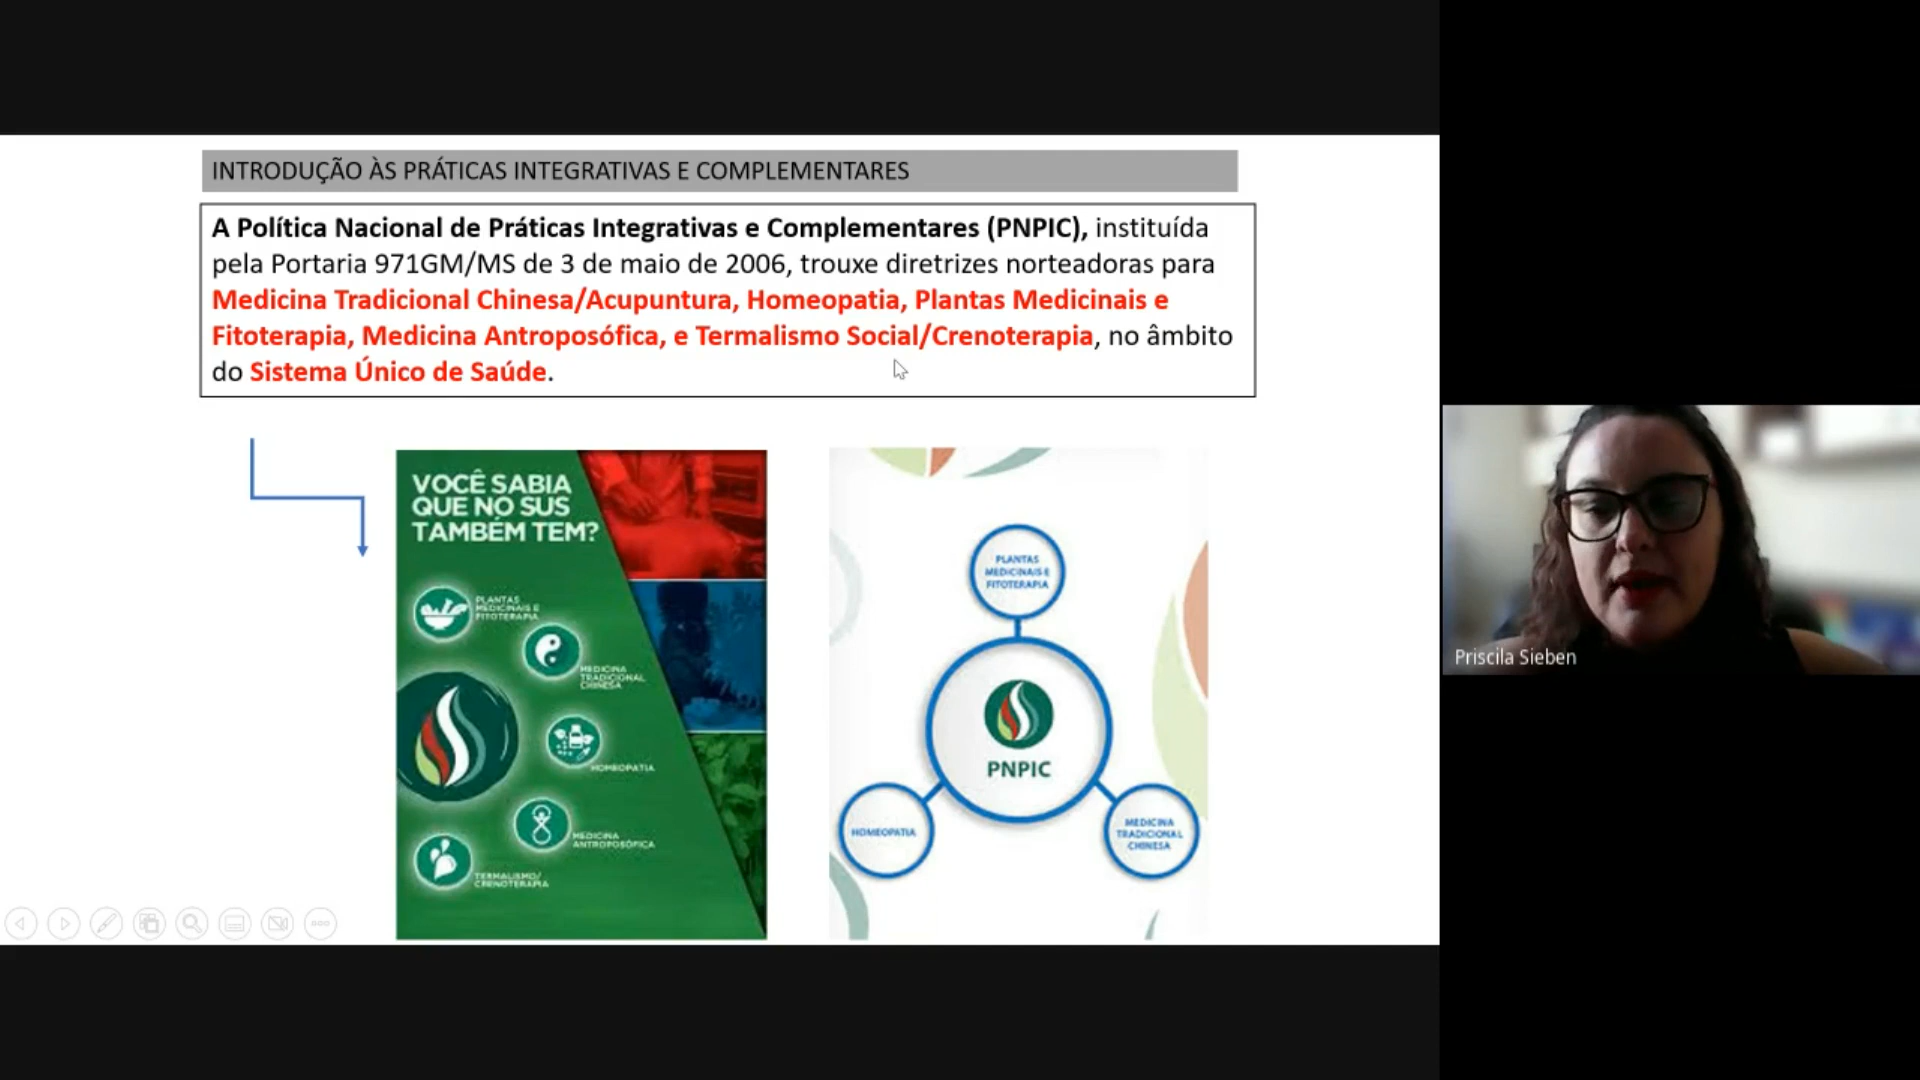 INTRODUÇÃO ÀS PRÁTICAS INTEGRATIVAS E COMPLEMENTARES
A Política Nacional de Práticas Integrativas e Complementares (PNPIC), instituída
pela Portaria 971GM/MS de 3 de maio de 2006, trouxe diretrizes norteadoras para
Medicina Tradicional Chinesa/Acupuntura, Homeopatia, Plantas Medicinais e
Fitoterapia, Medicina Antroposófica, e Termalismo Social/Crenoterapia, no âmbito
do Sistema Único de Saúde.
VOCÊ SABIA
QUE NO SUS
TAMBÉM TEM?
PLANTAS
MEDICINAIS E
FITOTERAPIA
MEDICINA
TRADICIONAL
CHINESA
HOMEOPATIA
MEDICINA
ANTROPOSÓFICA
TERMALISMO/
CRENOTERAPIA
PLANTAS
MEDICINAIS E
FITOTERAPIA
PNPIC
HOMEOPATIA
MEDICINA
TRADICIONAL
CHINESA
Priscila Sieben